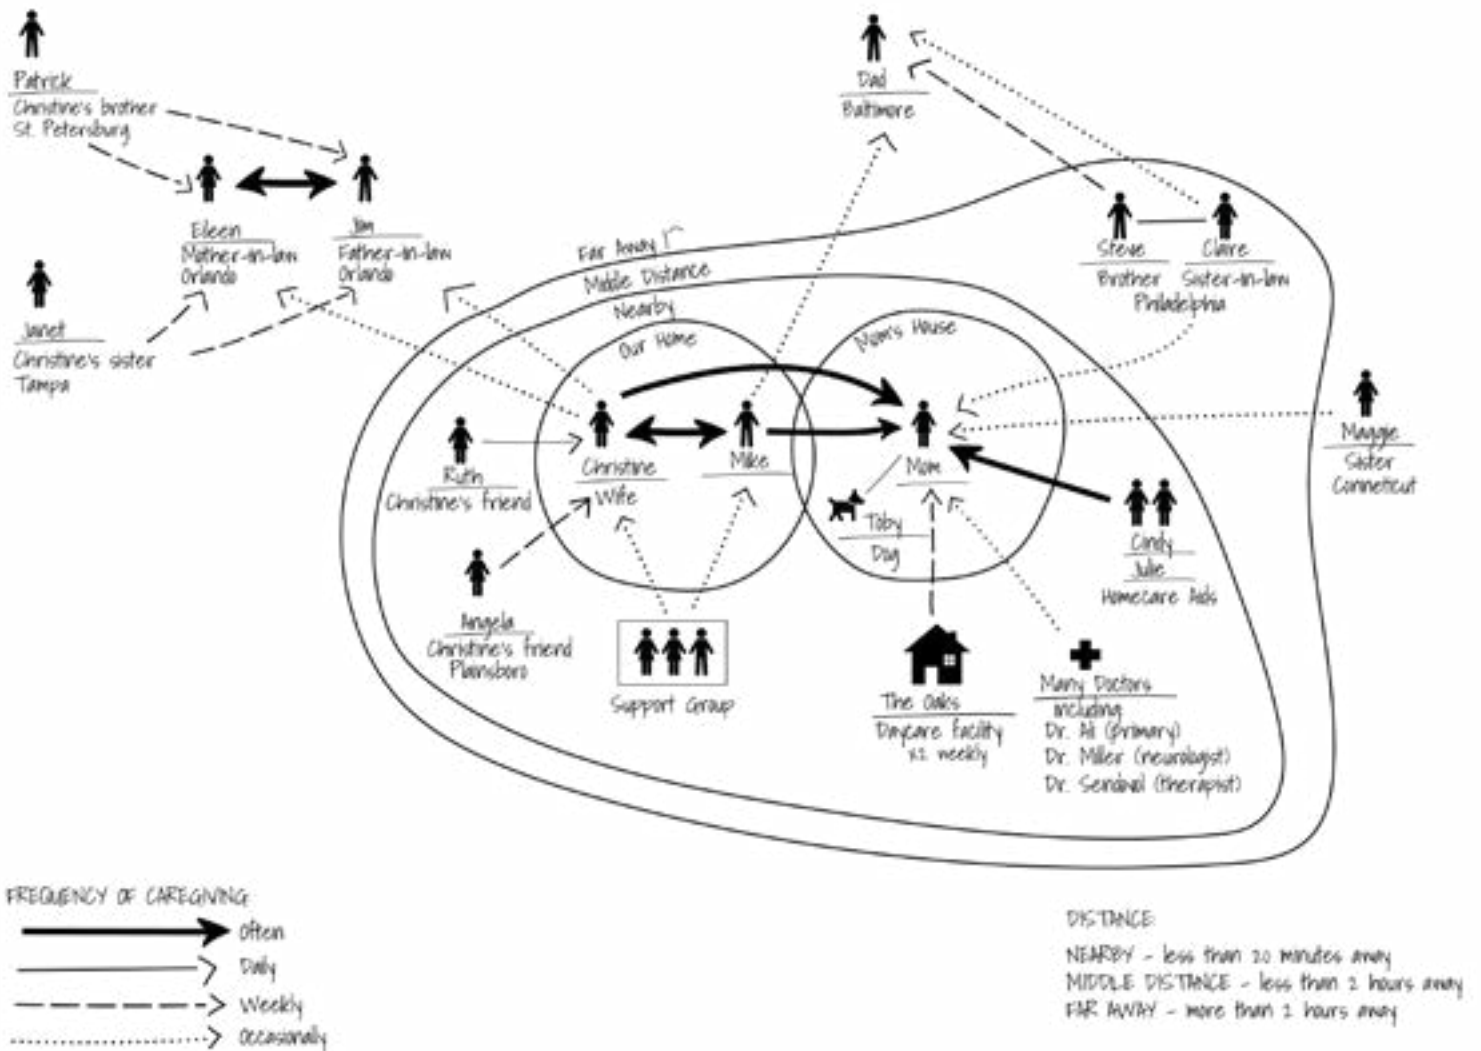 Patrick
Christine's brother
St. Petersburg
Dad
Baltimore
Eileen
Mother-in-law
Orlando
Jim
Father-in-law
Orlando
Janet
Christine's sister
Tampa
Far Away
Middle Distance
Nearby
Our Home
Mom's House
Steve
Brother
Claire
Sister-in-law
Philadelphia
Maggie
Sister
Conneticut
Ruth
Christine's friend
Christine
Wife
Mike
Mom
Toby
Dog
Cindy
Julie
Homecare Aids
Angela
Christine's friend
Plainsboro
Support Group
The Oaks
Daycare facility
x2 weekly
Many Doctors
including
Dr. Ali (primary)
Dr. Miller (neurologist)
Dr. (therapist)
FREQUENCY OF CAREGIVING
Often
Daily
Weekly
Occasionally
DISTANCE:
NEARBY - less than 20 minutes away
MIDDLE DISTANCE - less than 2 hours away
FAR AWAY - more than 2 hours away